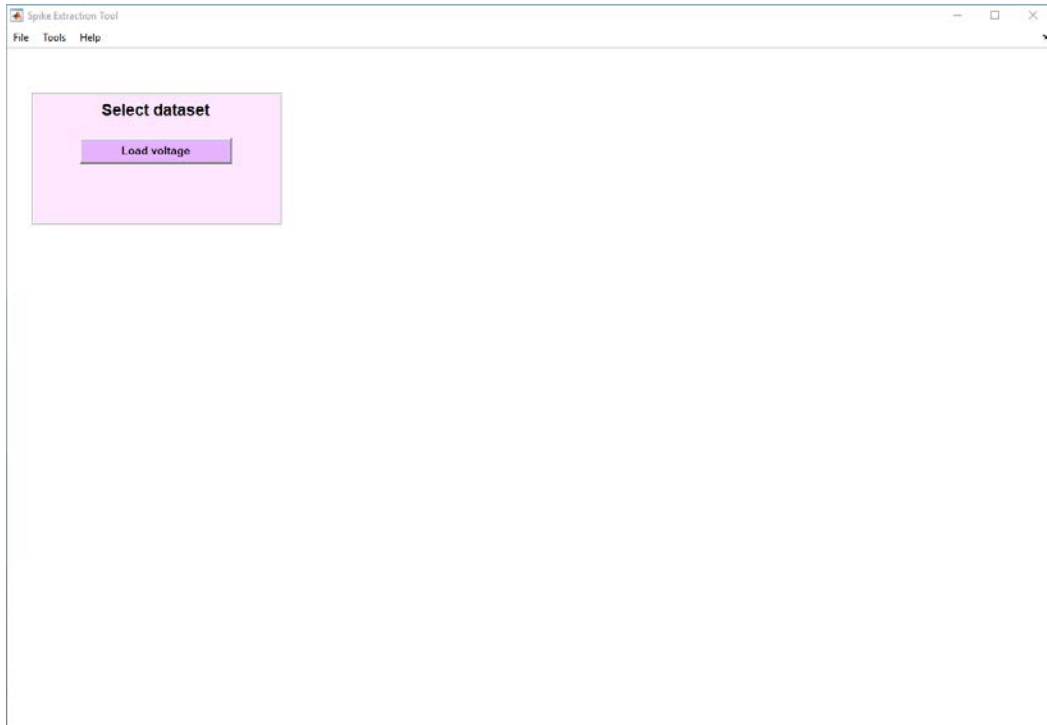 Spike Extraction Tool
File Tools Help
Select dataset
Load voltage